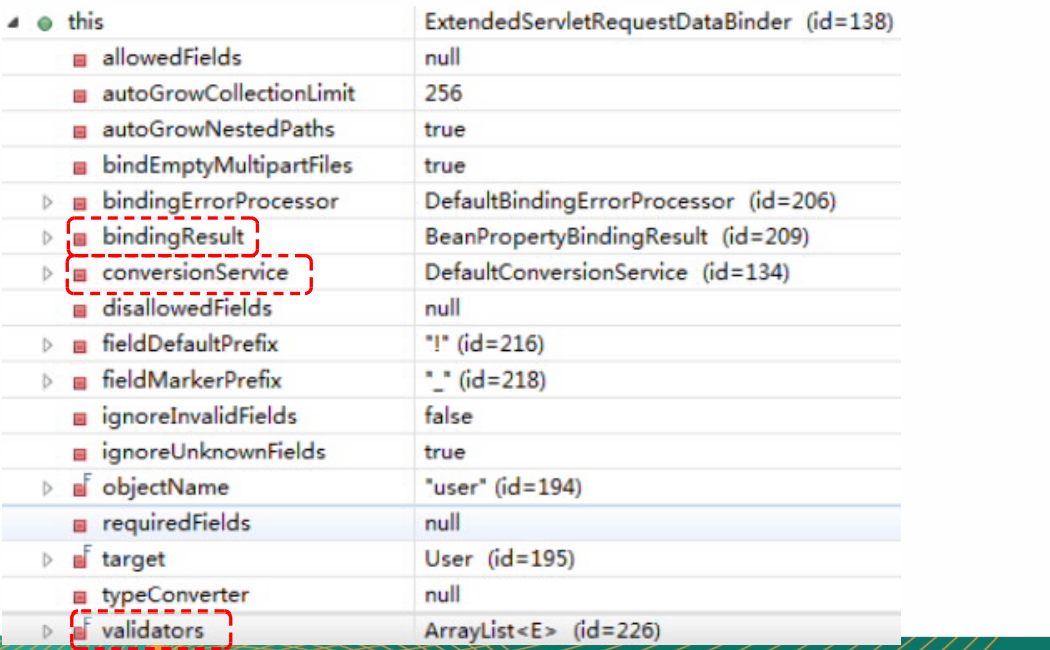 this ExtendedServletRequestDataBinder (id=138)
allowedFields null
autoGrowCollectionLimit 256
autoGrowNestedPaths true
bindEmptyMultipartFiles true
bindingErrorProcessor DefaultBindingErrorProcessor (id=206)
bindingResult BeanPropertyBindingResult (id=209)
conversionService DefaultConversionService (id=134)
disallowedFields null
fieldDefaultPrefix "!" (id=216)
fieldMarkerPrefix "_" (id=218)
ignoreInvalidFields false
ignoreUnknownFields true
F objectName "user" (id=194)
requiredFields null
F target User (id=195)
typeConverter null
F validators ArrayList<E> (id=226)